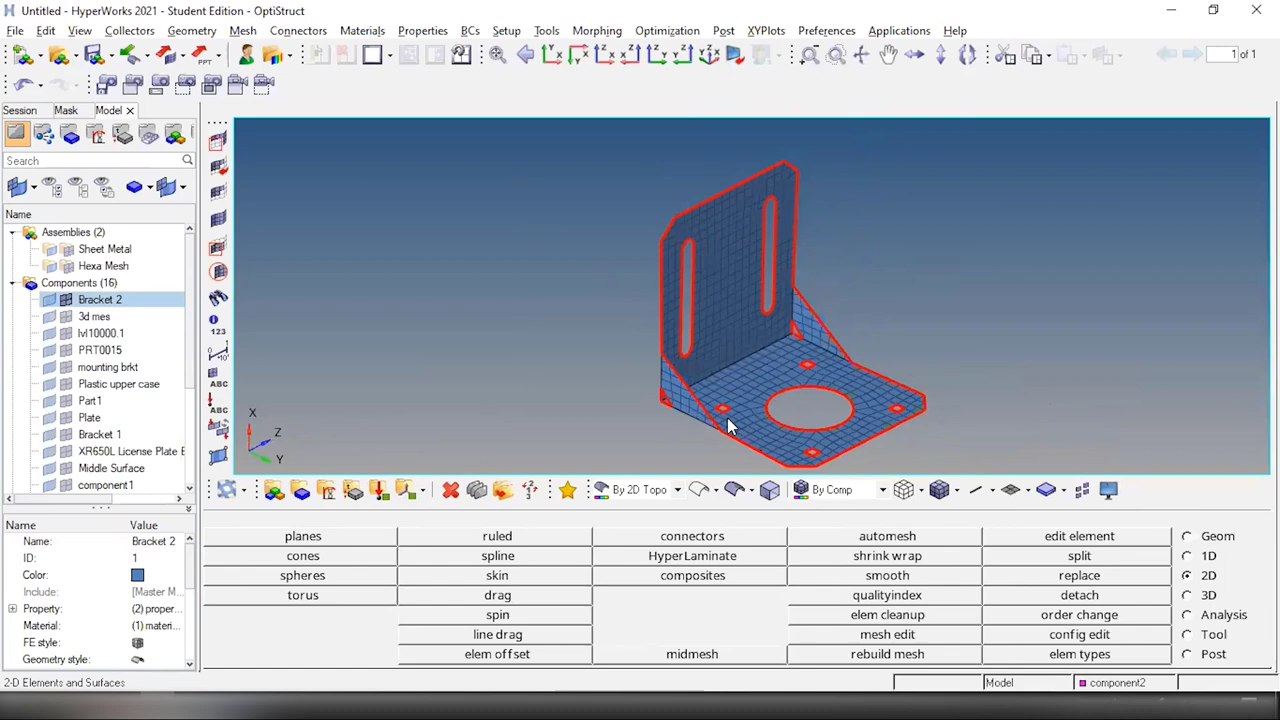 Untitled - HyperWorks 2021 - Student Edition - OptiStruct
File Edit View Collectors Geometry Mesh Connectors Materials Properties BCs Setup Tools Morphing Optimization XYPlots Preferences Applications Help
PPT
1 of 1
Session Mask Model
Search
Name
Assemblies (2)
Sheet Metal
Hexa Mesh
Components (16)
Bracket 2
3d mes
lvl10000.1
PRT0015
mounting brkt
Plastic upper case
Part1
Plate
Bracket 1
XR650L License Plate B
Middle Surface
component1
123
+10'
ABC
ABC
X
Z
Y
By 2D Topo
By Comp
Name Value
Name: Bracket 2
ID: 1
Color:
Include: [Master M
Property: (2) proper...
Material: (1) materi...
FE style:
Geometry style:
planes ruled connectors automesh edit element Geom
cones spline HyperLaminate shrink wrap split 1D
spheres skin composites smooth replace 2D
torus drag qualityindex detach 3D
spin elem cleanup order change Analysis
line drag mesh edit config edit Tool
elem offset midmesh rebuild mesh elem types Post
2-D Elements and Surfaces
Model
component2